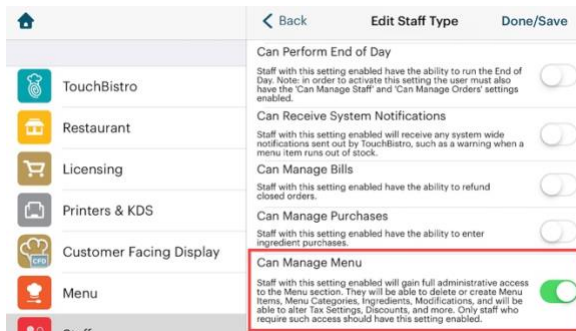 Back
Edit Staff Type
Done/Save
TouchBistro
Restaurant
Licensing
Printers & KDS
CFD
Customer Facing Display
Menu
Can Perform End of Day
Staff with this setting enabled have the ability to run the End of
Day. Note: in order to activate this setting the user must also
have the 'Can Manage Staff' and 'Can Manage Orders' settings
enabled.
Can Receive System Notifications
Staff with this setting enabled will receive any system wide
notifications sent out by TouchBistro, such as a warning when a
menu item runs out of stock.
Can Manage Bills
Staff with this setting enabled have the ability to refund
closed orders.
Can Manage Purchases
Staff with this setting enabled have the ability to enter
ingredient purchases.
Can Manage Menu
Staff with this setting enabled will gain full administrative access
to the Menu section. They will be able to delete or create Menu
Items, Menu Categories, Ingredients, Modifications, and will be
able to alter Tax Settings, Discounts, and more. Only staff who
require such access should have this setting enabled.